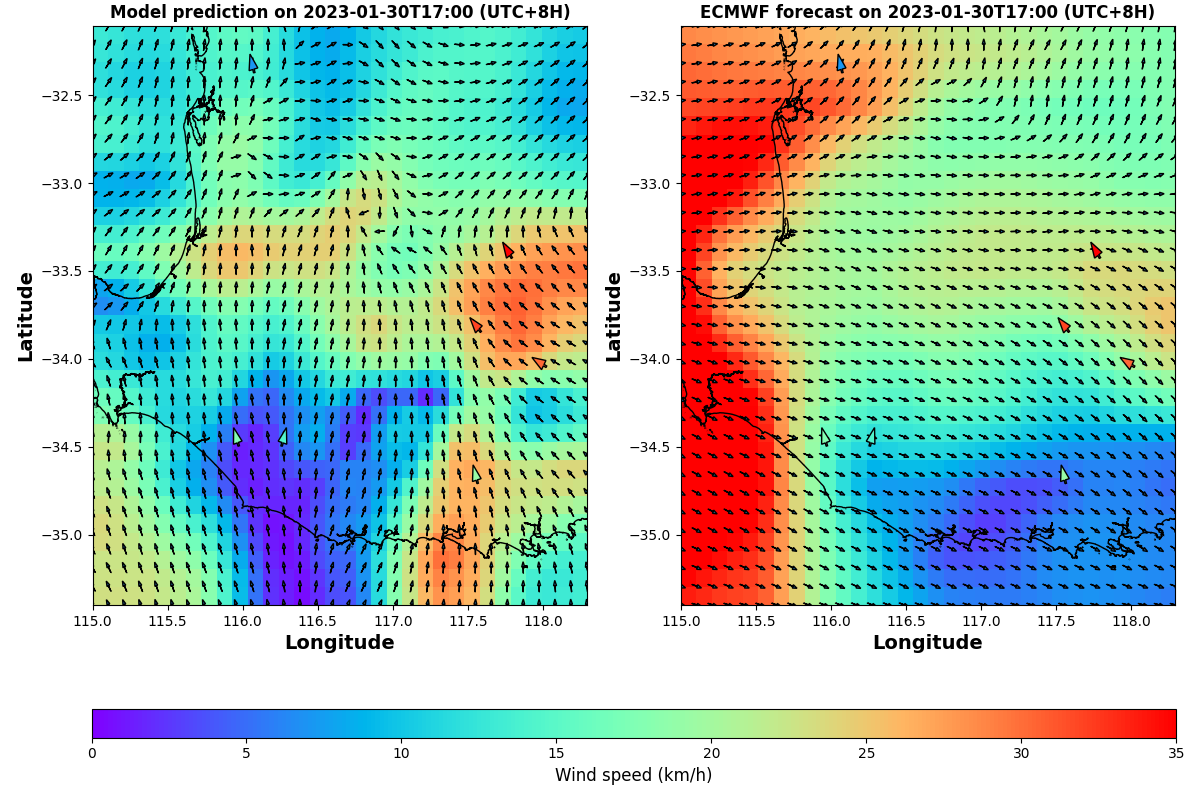 Model prediction on 2023-01-30T17:00 (UTC+8H) ECMWF forecast on 2023-01-30T17:00 (UTC+8H)
−32.5 −32.5
−33.0 −33.0
−33.5 −33.5
−34.0 −34.0
−34.5 −34.5
−35.0 −35.0
Latitude Latitude
115.0 115.5 116.0 116.5 117.0 117.5 118.0 115.0 115.5 116.0 116.5 117.0 117.5 118.0
Longitude Longitude
0 5 10 15 20 25 30 35
Wind speed (km/h)